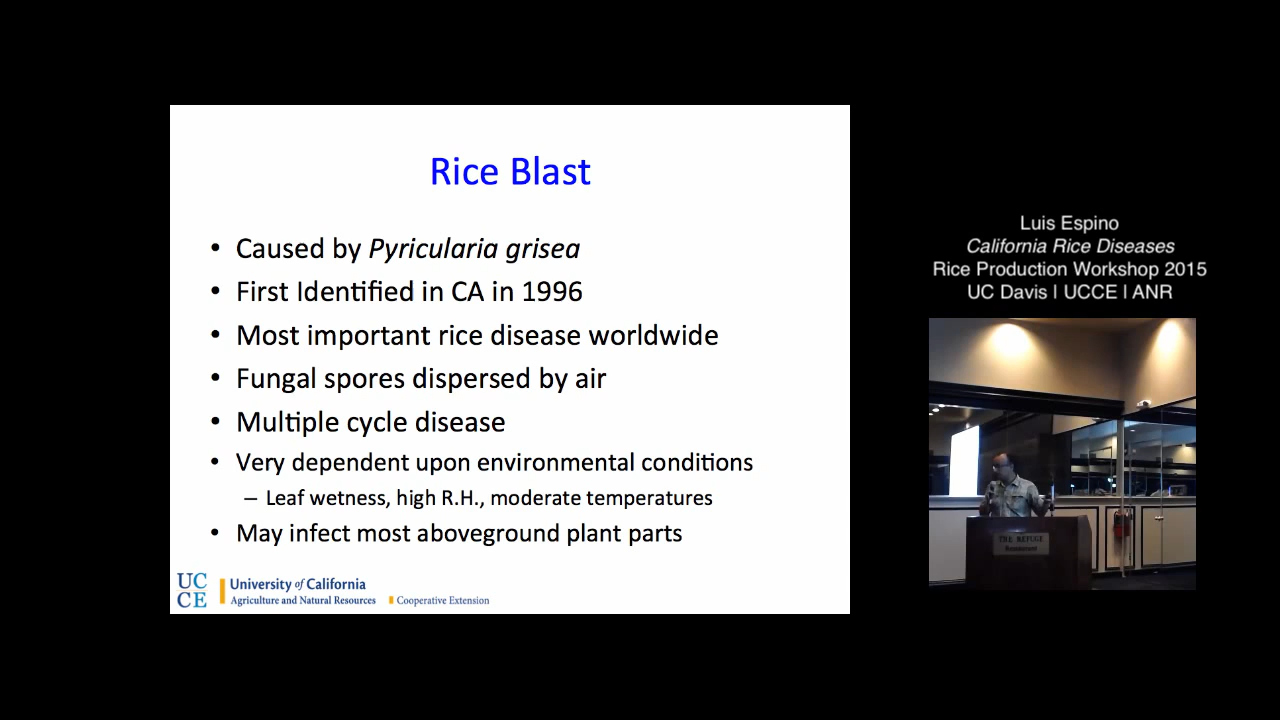 Rice Blast
• Caused by Pyricularia grisea
• First Identified in CA in 1996
• Most important rice disease worldwide
• Fungal spores dispersed by air
• Multiple cycle disease
• Very dependent upon environmental conditions
– Leaf wetness, high R.H., moderate temperatures
• May infect most aboveground plant parts
UC
CE
University of California
Agriculture and Natural Resources
Cooperative Extension
Luis Espino
California Rice Diseases
Rice Production Workshop 2015
UC Davis | UCCE | ANR
THE REFUGE
Restaurant